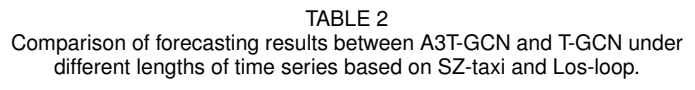 TABLE 2
Comparison of forecasting results between A3T-GCN and T-GCN under
different lengths of time series based on SZ-taxi and Los-loop.